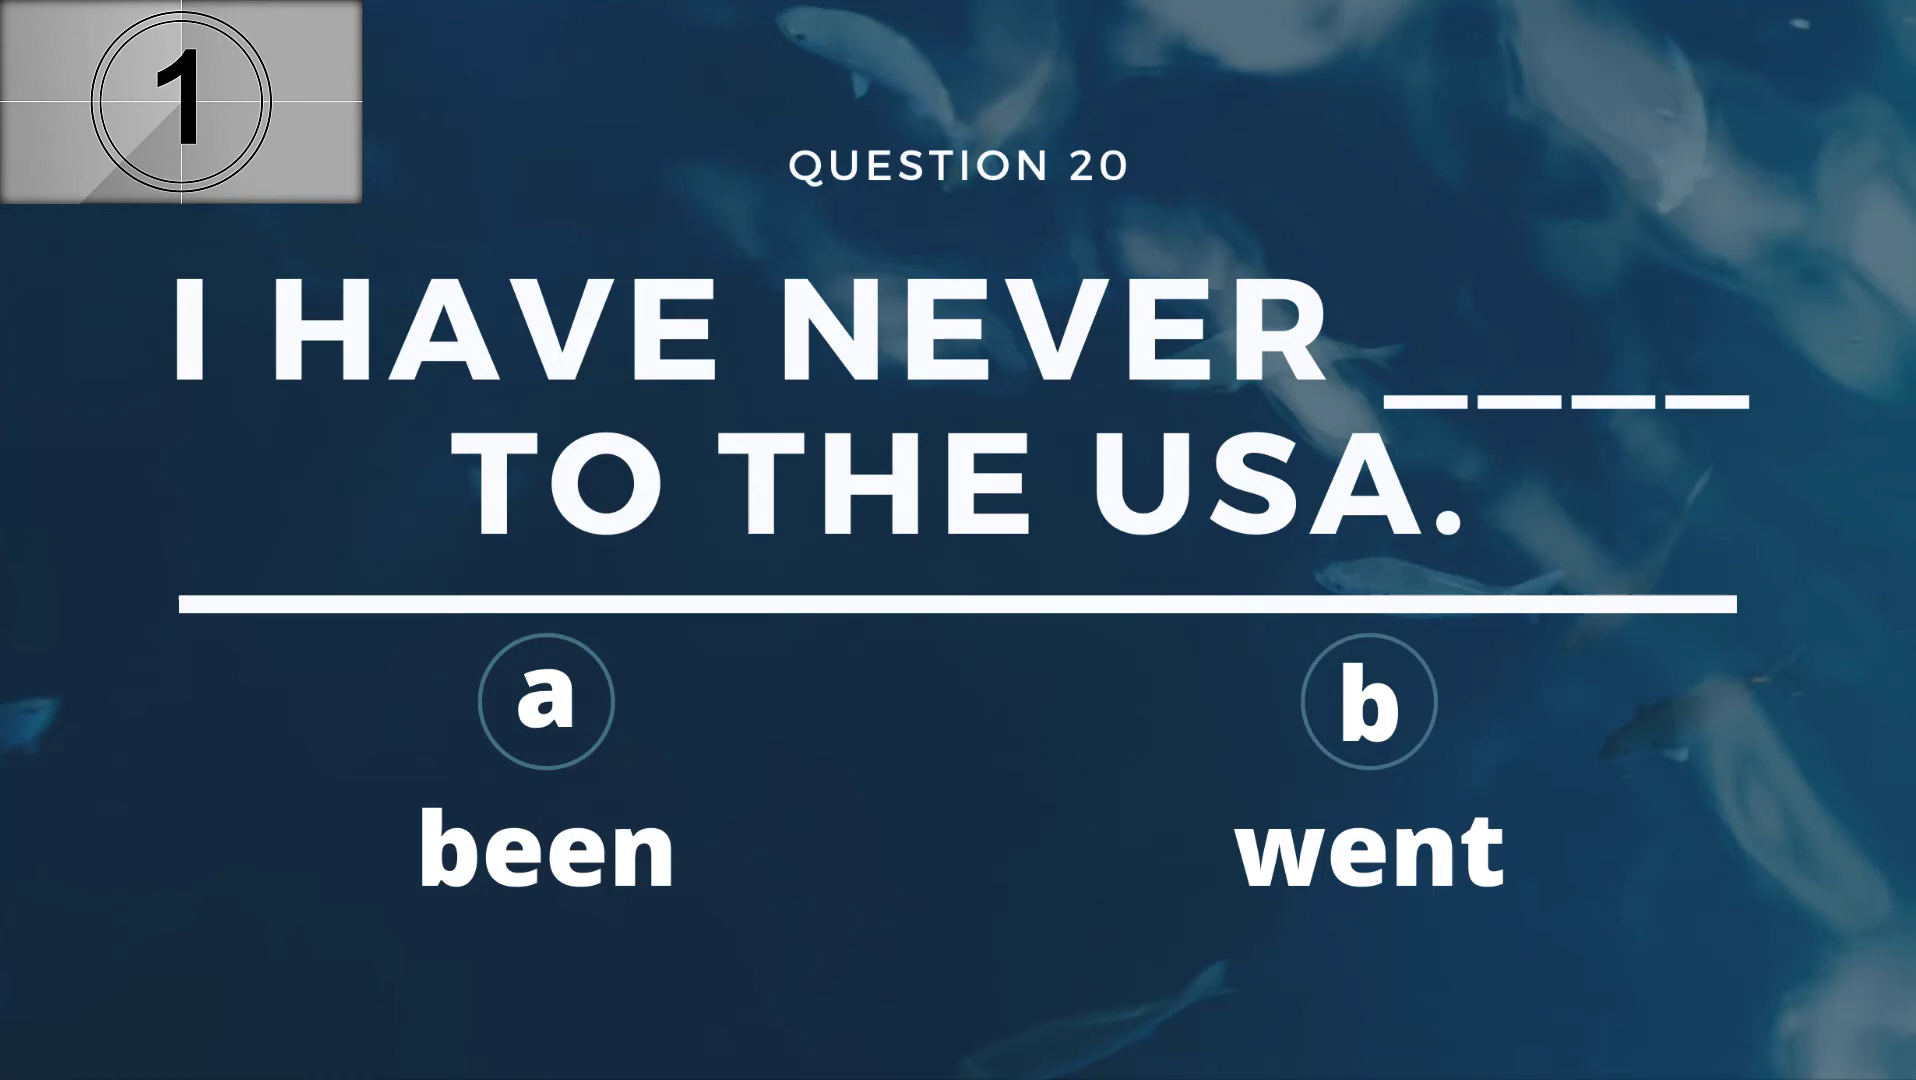 1
QUESTION 20
I HAVE NEVER ____
TO THE USA.
a
b
been
went